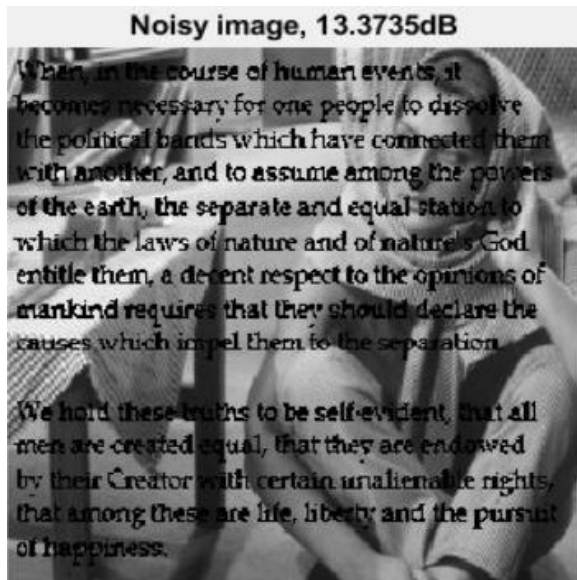 Noisy image, 13.3735dB
When, in the course of human events, it
becomes necessary for one people to dissolve
the political bands which have connected them
with another, and to assume among the powers
of the earth, the separate and equal station to
which the laws of nature and of nature's God
entitle them, a decent respect to the opinions of
mankind requires that they should declare the
causes which impel them to the separation.
We hold these truths to be self-evident, that all
men are created equal, that they are endowed
by their Creator with certain unalienable rights,
that among these are life, liberty and the pursuit
of happiness.